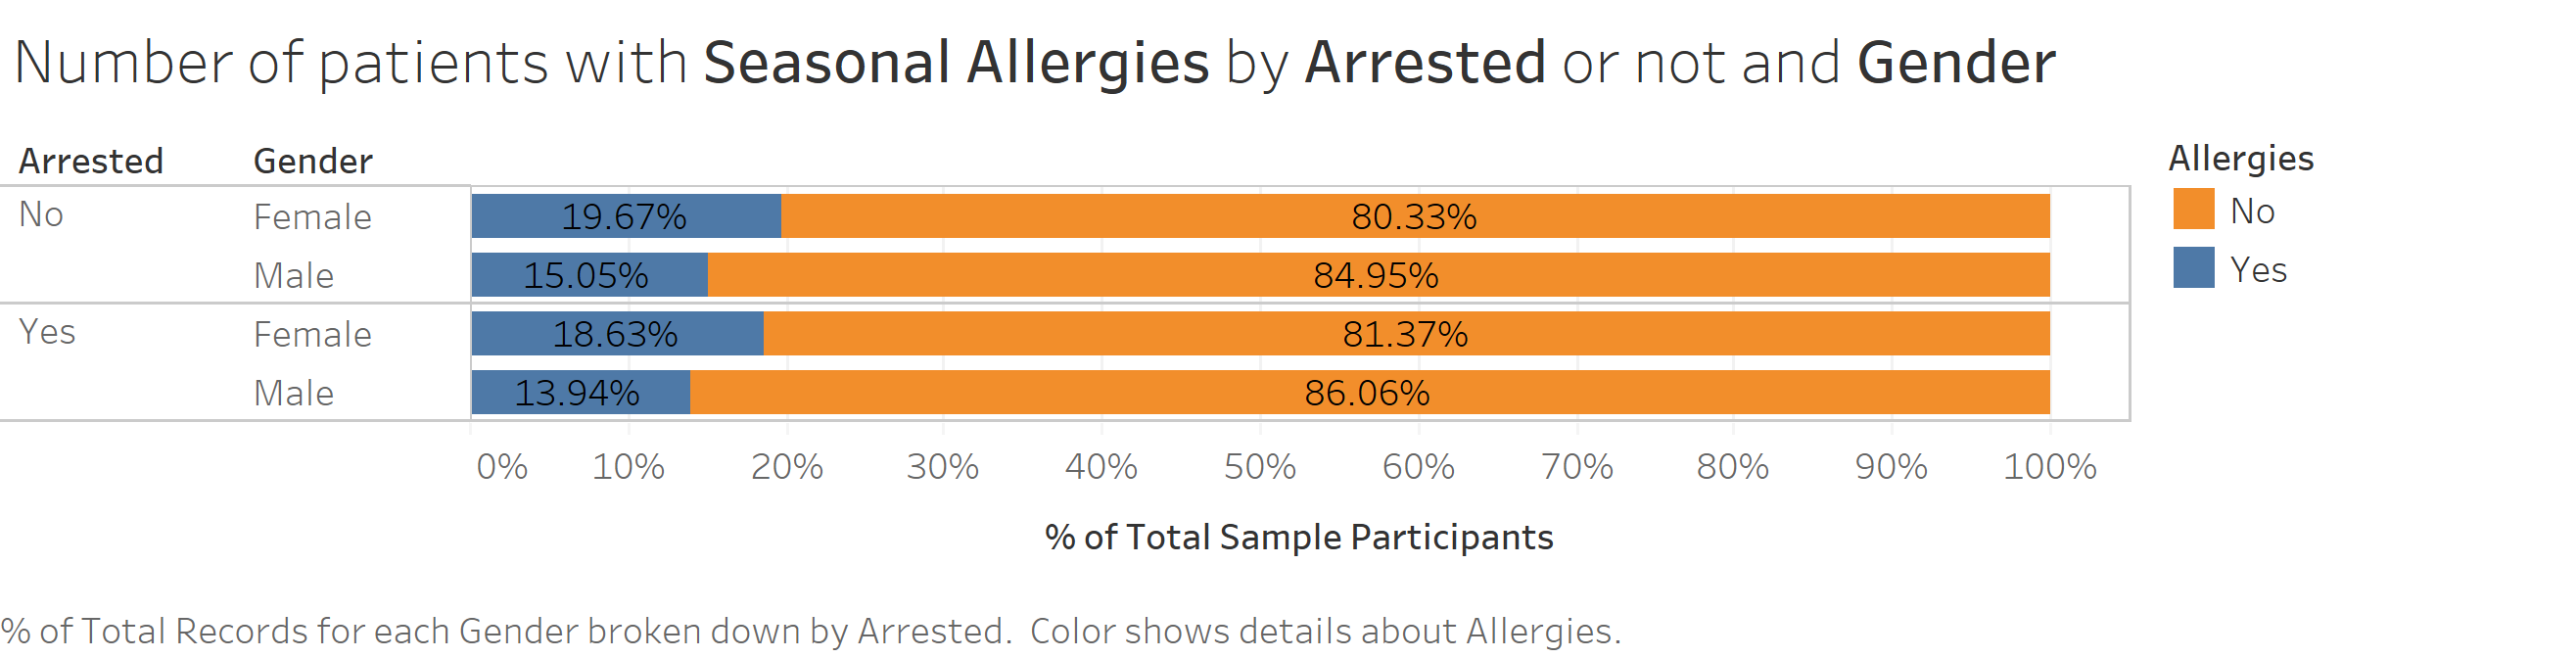 Number of patients with Seasonal Allergies by Arrested or not and Gender
Arrested Gender
Allergies
No Female 19.67% 80.33%
No
Male 15.05% 84.95%
Yes
Yes Female 18.63% 81.37%
Male 13.94% 86.06%
0% 10% 20% 30% 40% 50% 60% 70% 80% 90% 100%
% of Total Sample Participants
% of Total Records for each Gender broken down by Arrested. Color shows details about Allergies.